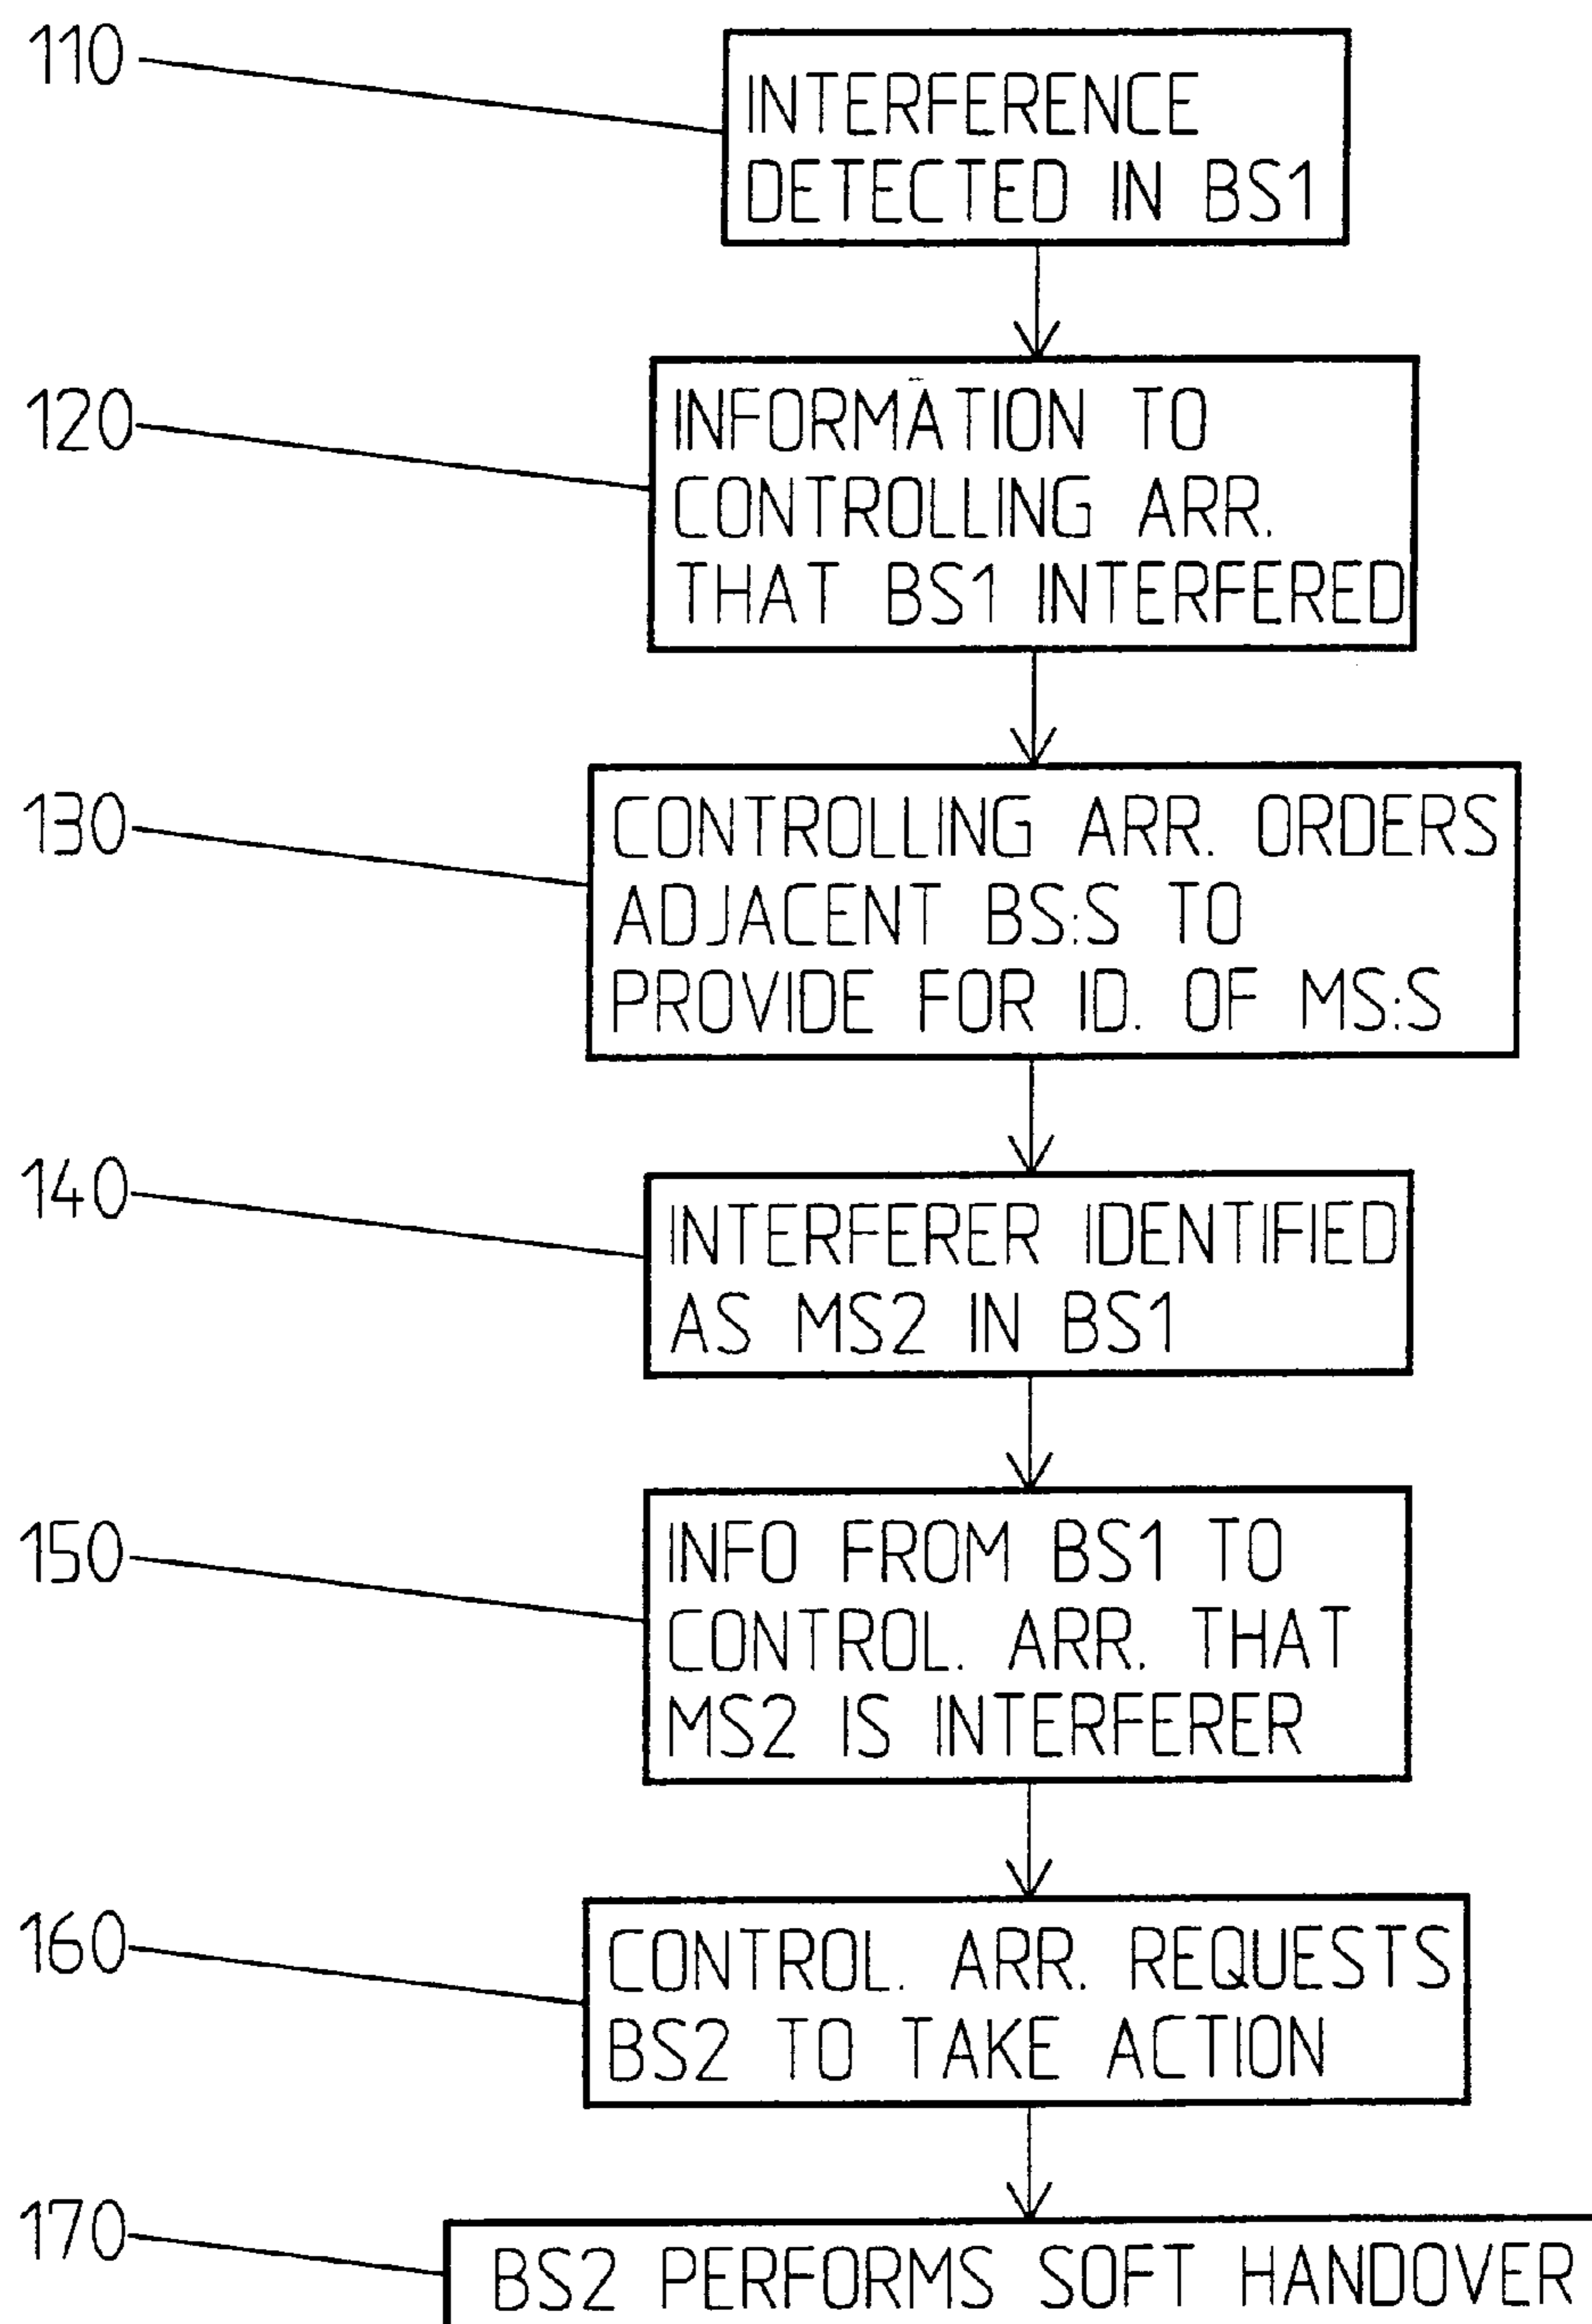 110
INTERFERENCE
DETECTED IN BS1
120
INFORMATION TO
CONTROLLING ARR.
THAT BS1 INTERFERED
130
CONTROLLING ARR. ORDERS
ADJACENT BS:S TO
PROVIDE FOR ID. OF MS:S
140
INTERFERER IDENTIFIED
AS MS2 IN BS1
150
INFO FROM BS1 TO
CONTROL. ARR. THAT
MS2 IS INTERFERER
160
CONTROL. ARR. REQUESTS
BS2 TO TAKE ACTION
170
BS2 PERFORMS SOFT HANDOVER